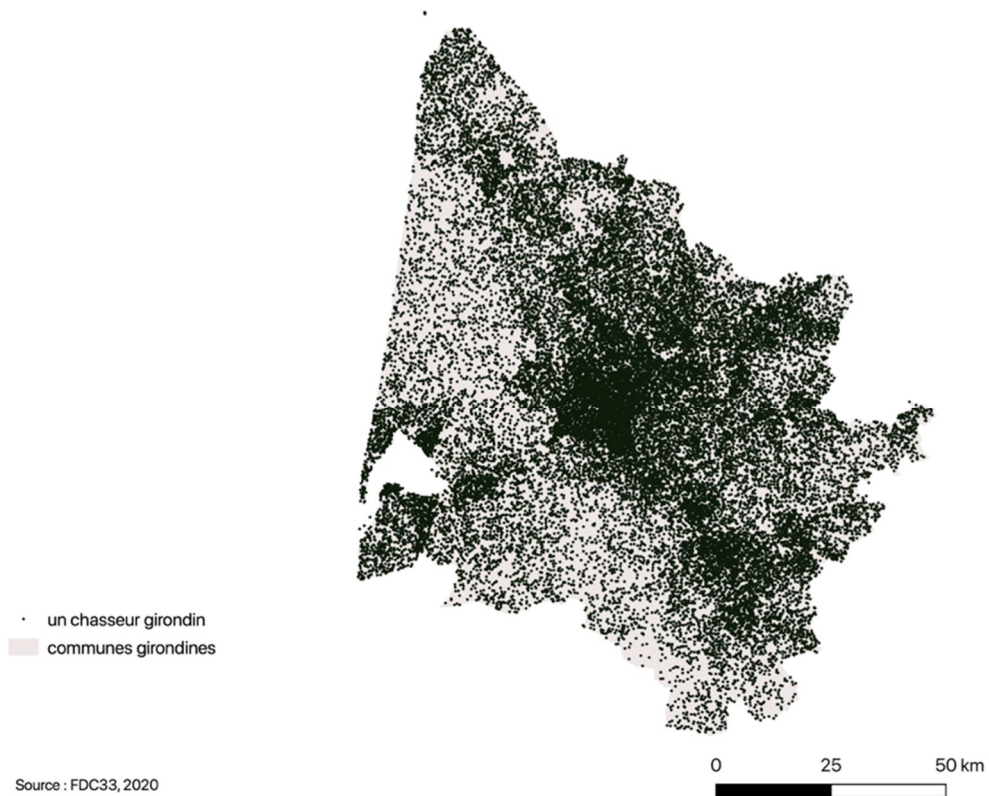 un chasseur girondin
communes girondines
0 25 50 km
Source : FDC33, 2020